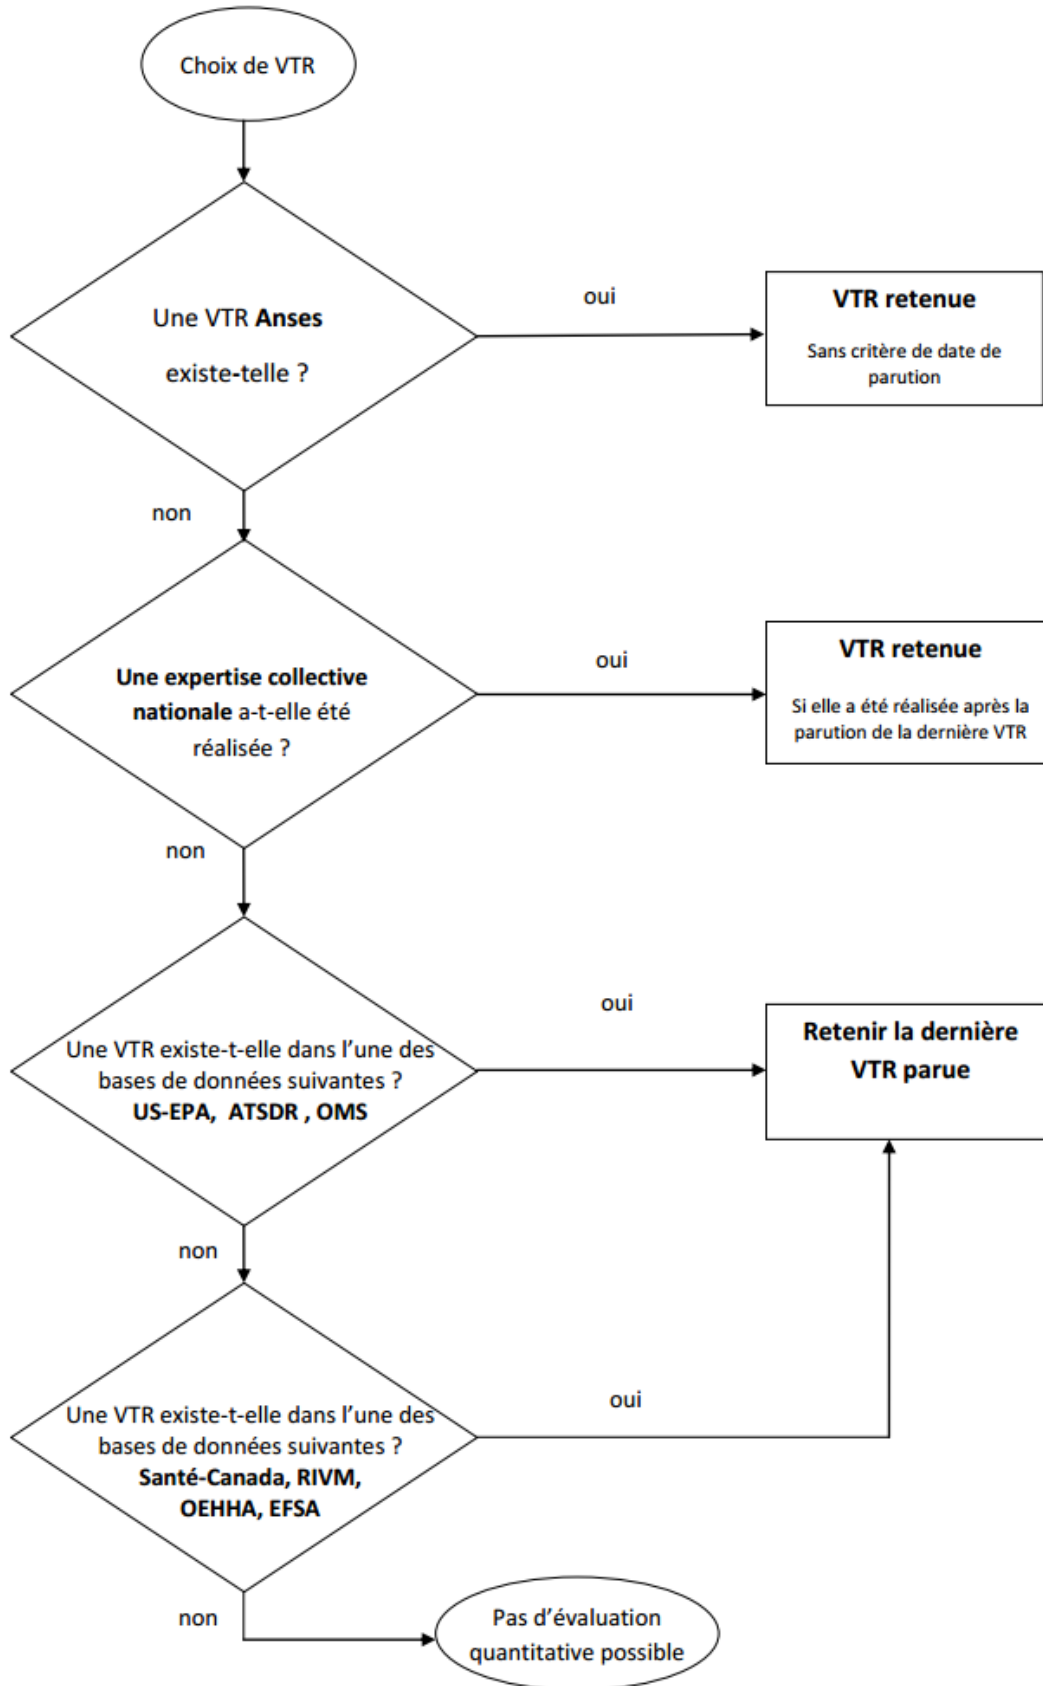 Choix de VTR
Une VTR Anses
existe-telle ?
oui
VTR retenue
Sans critère de date de
parution
non
Une expertise collective
nationale a-t-elle été
réalisée ?
oui
VTR retenue
Si elle a été réalisée après la
parution de la dernière VTR
non
Une VTR existe-t-elle dans l’une des
bases de données suivantes ?
US-EPA, ATSDR , OMS
oui
Retenir la dernière
VTR parue
non
Une VTR existe-t-elle dans l’une des
bases de données suivantes ?
Santé-Canada, RIVM,
OEHHA, EFSA
oui
non
Pas d’évaluation
quantitative possible